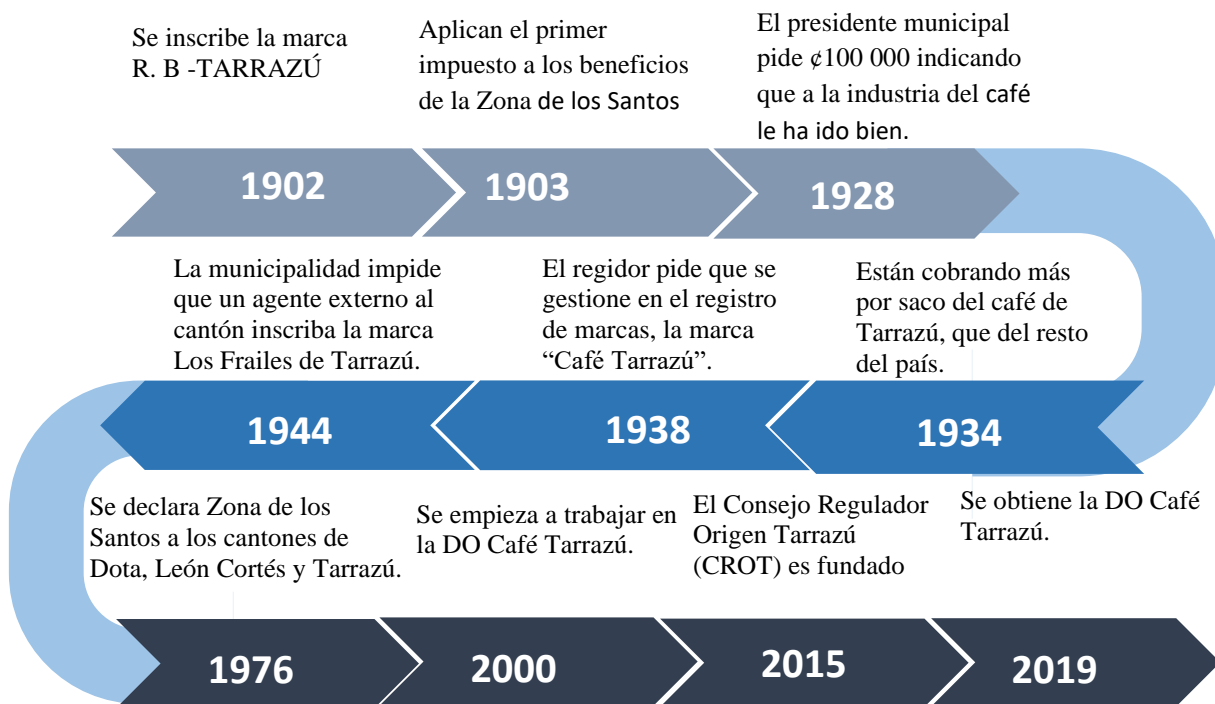 Se inscribe la marca
R. B -TARRAZÚ
Aplican el primer
impuesto a los beneficios
de la Zona de los Santos
El presidente municipal
pide ¢100 000 indicando
que a la industria del café
le ha ido bien.
1902
1903
1928
La municipalidad impide
que un agente externo al
cantón inscriba la marca
Los Frailes de Tarrazú.
El regidor pide que se
gestione en el registro
de marcas, la marca
“Café Tarrazú”.
Están cobrando más
por saco del café de
Tarrazú, que del resto
del país.
1944
1938
1934
Se declara Zona de los
Santos a los cantones de
Dota, León Cortés y Tarrazú.
Se empieza a trabajar en
la DO Café Tarrazú.
El Consejo Regulador
Origen Tarrazú
(CROT) es fundado
Se obtiene la DO Café
Tarrazú.
1976
2000
2015
2019